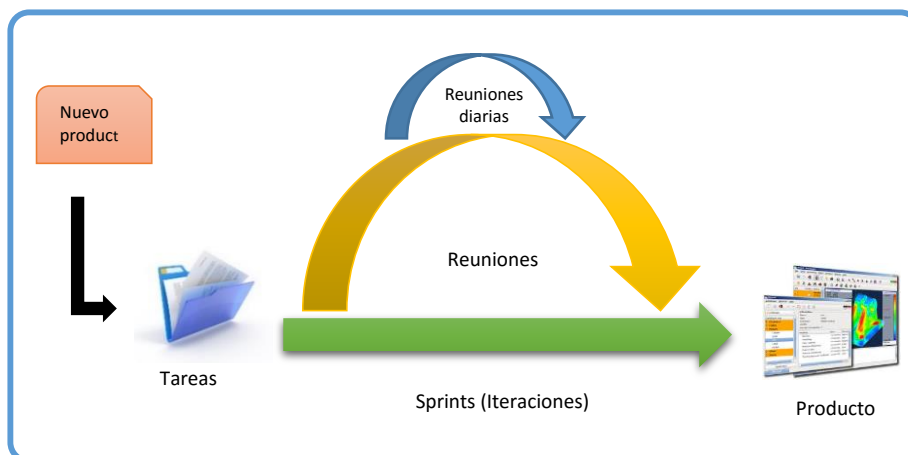 Nuevo
product
Reuniones
diarias
Reuniones
Tareas
Sprints (Iteraciones)
Producto